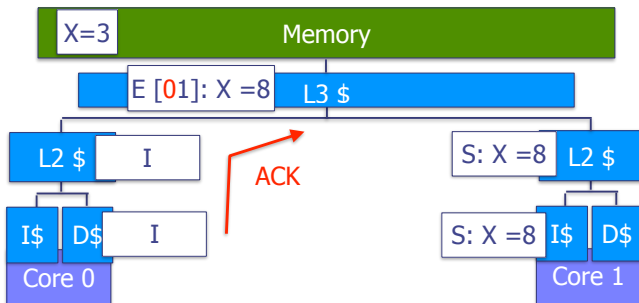 X=3 Memory
E [01]: X =8 L3 $
L2 $ I S: X =8 L2 $
ACK
I$ D$ I S: X =8 I$ D$
Core 0 Core 1